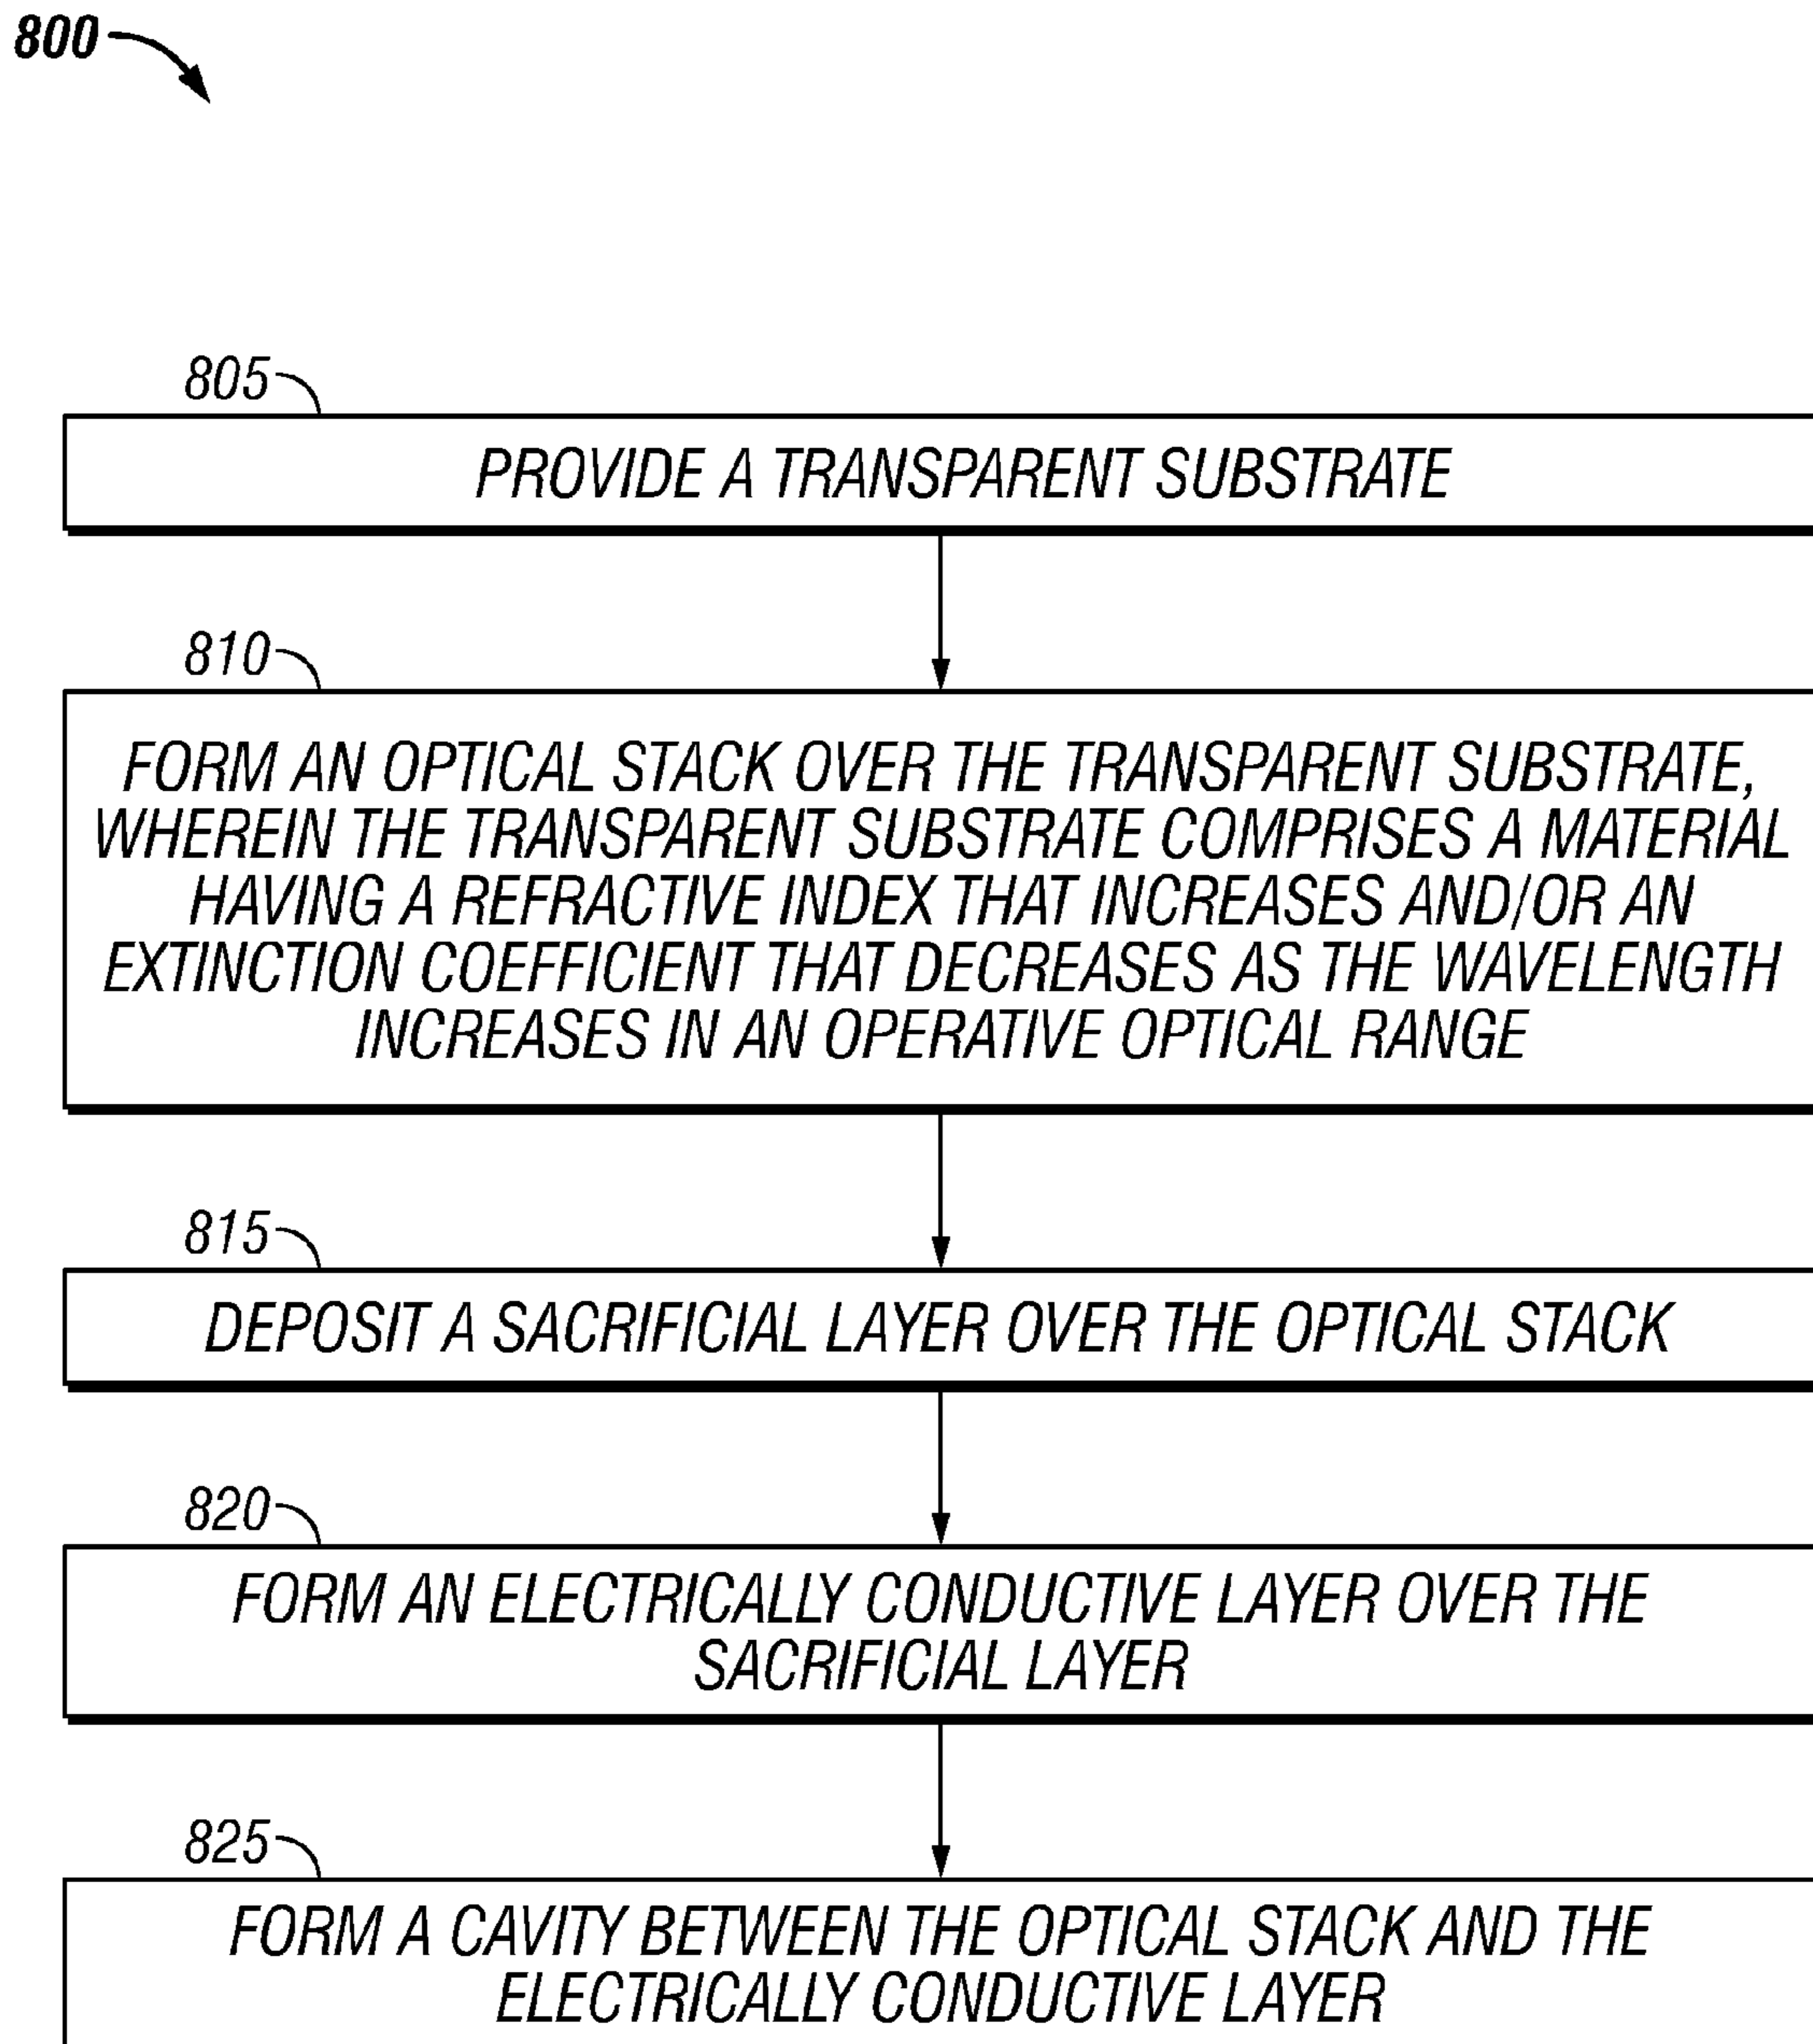 800
805
PROVIDE A TRANSPARENT SUBSTRATE
810
FORM AN OPTICAL STACK OVER THE TRANSPARENT SUBSTRATE,
WHEREIN THE TRANSPARENT SUBSTRATE COMPRISES A MATERIAL
HAVING A REFRACTIVE INDEX THAT INCREASES AND/OR AN
EXTINCTION COEFFICIENT THAT DECREASES AS THE WAVELENGTH
INCREASES IN AN OPERATIVE OPTICAL RANGE
815
DEPOSIT A SACRIFICIAL LAYER OVER THE OPTICAL STACK
820
FORM AN ELECTRICALLY CONDUCTIVE LAYER OVER THE
SACRIFICIAL LAYER
825
FORM A CAVITY BETWEEN THE OPTICAL STACK AND THE
ELECTRICALLY CONDUCTIVE LAYER